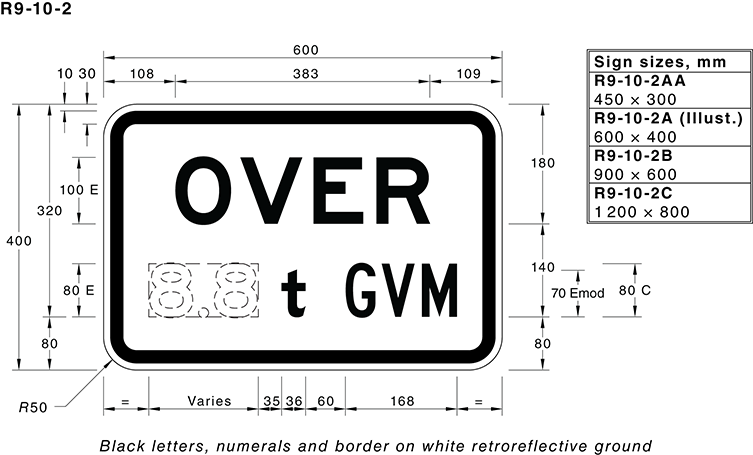 R9-10-2
600
10 30 108 383 109
Sign sizes, mm
R9-10-2AA
450 × 300
R9-10-2A (Illust.)
600 × 400
R9-10-2B
900 × 600
R9-10-2C
1 200 × 800
OVER
100 E
180
320
400
8.8 t GVM
80 E
140
70 Emod
80 C
80
80
R50
= Varies 35 36 60 168 =
Black letters, numerals and border on white retroreflective ground